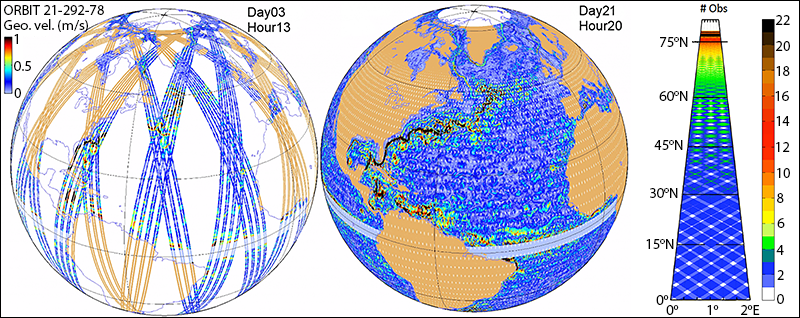 ORBIT 21-292-78
Geo. vel. (m/s)
1
0.5
0
Day03
Hour13
Day21
Hour20
# Obs
75ºN
60ºN
45ºN
30ºN
15ºN
0º
0º 1º 2ºE
22
20
18
16
14
12
10
8
6
4
2
0